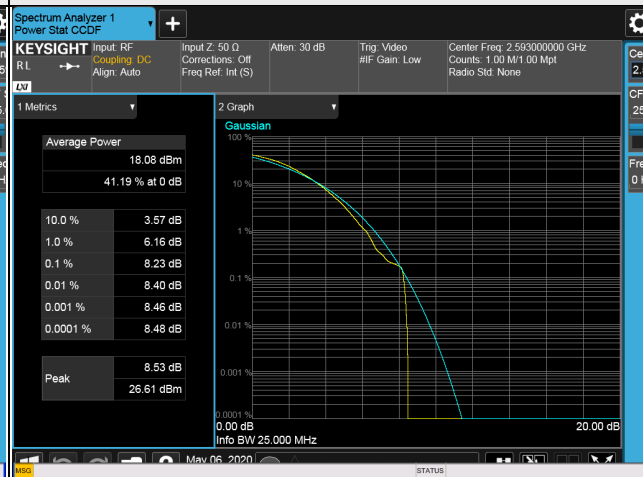 Spectrum Analyzer 1
Power Stat CCDF
+
KEYSIGHT
RL
LXI
Input: RF
Coupling: DC
Align: Auto
Input Z: 50 Ω
Corrections: Off
Freq Ref: Int (S)
Atten: 30 dB
Trig: Video
#IF Gain: Low
Center Freq: 2.593000000 GHz
Counts: 1.00 M/1.00 Mpt
Radio Std: None
1 Metrics
Average Power
18.08 dBm
41.19 % at 0 dB
10.0 % 3.57 dB
1.0 % 6.16 dB
0.1 % 8.23 dB
0.01 % 8.40 dB
0.001 % 8.46 dB
0.0001 % 8.48 dB
Peak
8.53 dB
26.61 dBm
2 Graph
Gaussian
100 %
10 %
1 %
0.1 %
0.01 %
0.001 %
0.0001 %
0.00 dB 20.00 dB
Info BW 25.000 MHz
Ce
2.
CF
25
Fre
0 H
May 06, 2020
MSG
STATUS